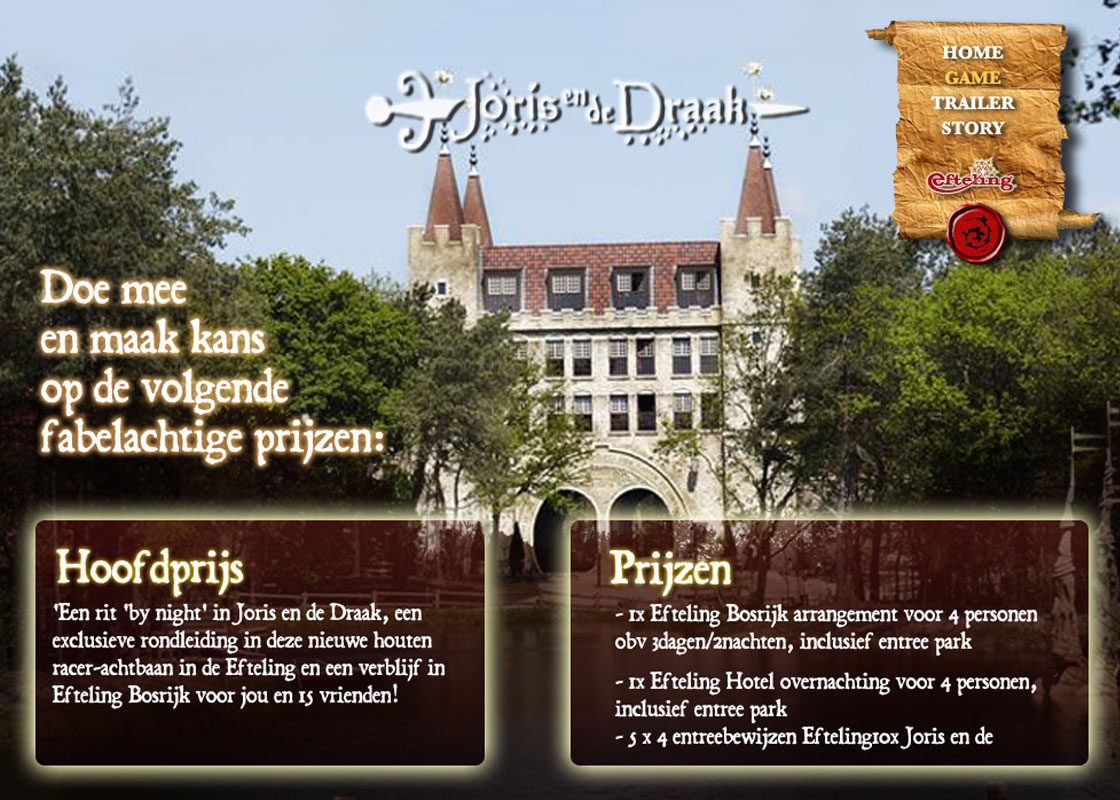 Joris en de Draak
HOME
GAME
TRAILER
STORY
Efteling
Doe mee
en maak kans
op de volgende
fabelachtige prijzen:
Hoofdprijs
'Een rit 'by night' in Joris en de Draak, een
exclusieve rondleiding in deze nieuwe houten
racer-achtbaan in de Efteling en een verblijf in
Efteling Bosrijk voor jou en 15 vrienden!
Prijzen
- 1x Efteling Bosrijk arrangement voor 4 personen
obv 3dagen/2nachten, inclusief entree park
- 1x Efteling Hotel overnachting voor 4 personen,
inclusief entree park
- 5 x 4 entreebewijzen Efteling10x Joris en de